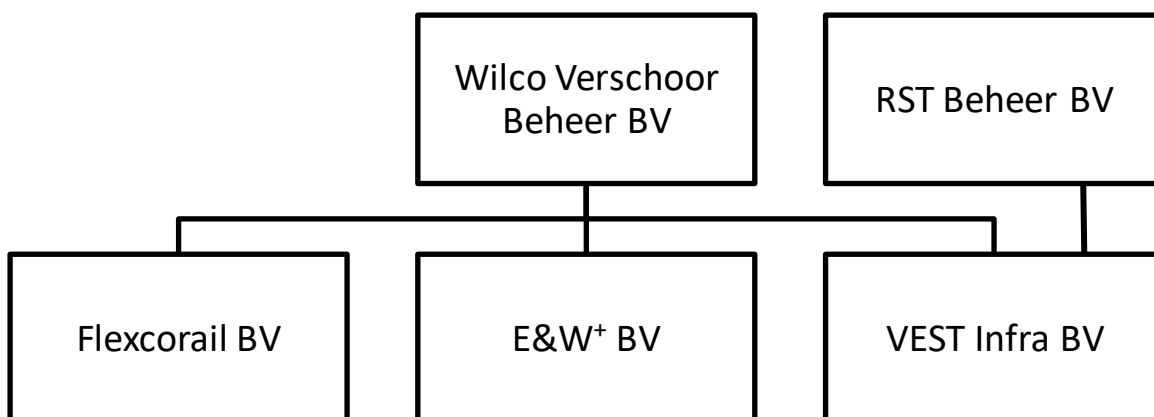 Wilco Verschoor
Beheer BV
RST Beheer BV
Flexcorail BV
E&W⁺ BV
VEST Infra BV